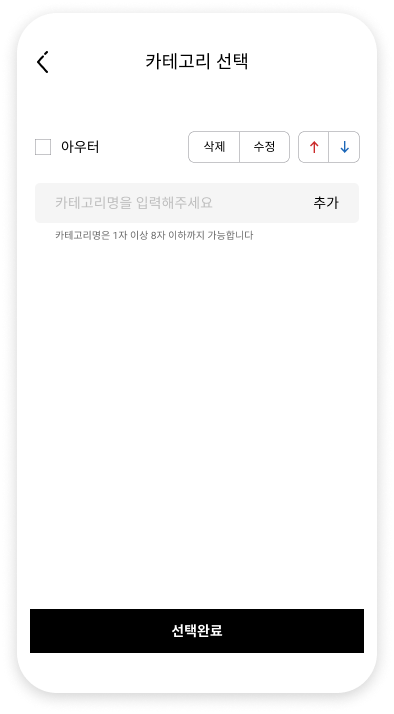 카테고리 선택
아우터 삭제 수정
카테고리명을 입력해주세요 추가
카테고리명은 1자 이상 8자 이하까지 가능합니다
선택완료